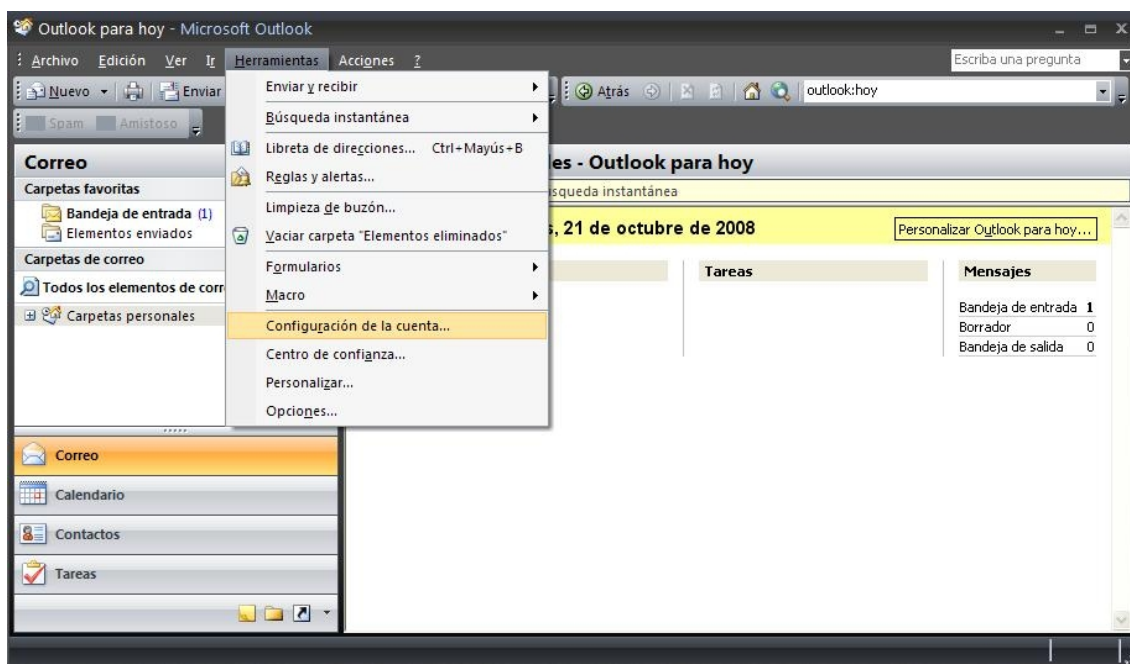 Outlook para hoy - Microsoft Outlook
Archivo Edición Ver Ir Herramientas Acciones ? Escriba una pregunta
Nuevo Enviar Atrás outlook:hoy
Spam Amistoso
Enviar y recibir
Búsqueda instantánea
Libreta de direcciones... Ctrl+Mayús+B
Reglas y alertas...
Limpieza de buzón...
Vaciar carpeta "Elementos eliminados"
Formularios
Macro
Configuración de la cuenta...
Centro de confianza...
Personalizar...
Opciones...
Correo
Carpetas favoritas
Bandeja de entrada (1)
Elementos enviados
Carpetas de correo
Todos los elementos de corr
Carpetas personales
Correo
Calendario
Contactos
Tareas
es - Outlook para hoy
squeda instantánea
, 21 de octubre de 2008 Personalizar Outlook para hoy...
Tareas
Mensajes
Bandeja de entrada 1
Borrador 0
Bandeja de salida 0